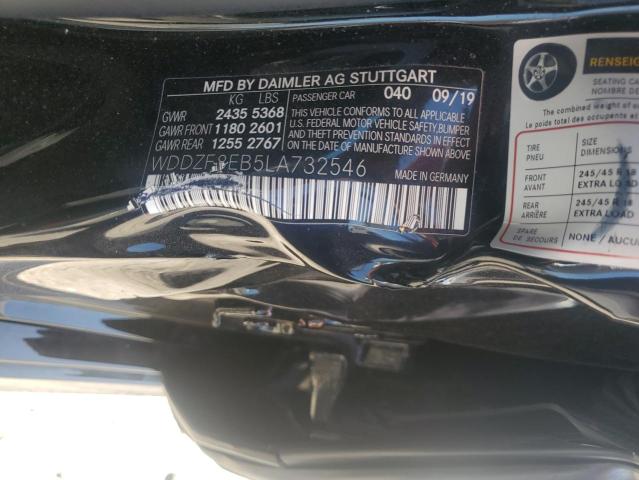 MFD BY DAIMLER AG STUTTGART
KG LBS
GVWR 2435 5368
GAWR FRONT 1180 2601
GAWR REAR 1255 2767
PASSENGER CAR 040 09/19
THIS VEHICLE CONFORMS TO ALL APPLICABLE
U.S. FEDERAL MOTOR VEHICLE SAFETY, BUMPER
AND THEFT PREVENTION STANDARDS IN EFFECT
ON THE DATE OF MANUFACTURE SHOWN ABOVE
WDDZF8EB5LA732546
MADE IN GERMANY
RENSEIG
SEATING CA
NOMBRE DE
The combined weight of
Le poids
TIRE
PNEU
SIZE
DIMENSIONS
FRONT
AVANT
245/45 R 18
EXTRA LOAD
REAR
ARRIÈRE
245/45 R 18
EXTRA LOAD
SPARE
DE SECOURS
NONE / AUCU